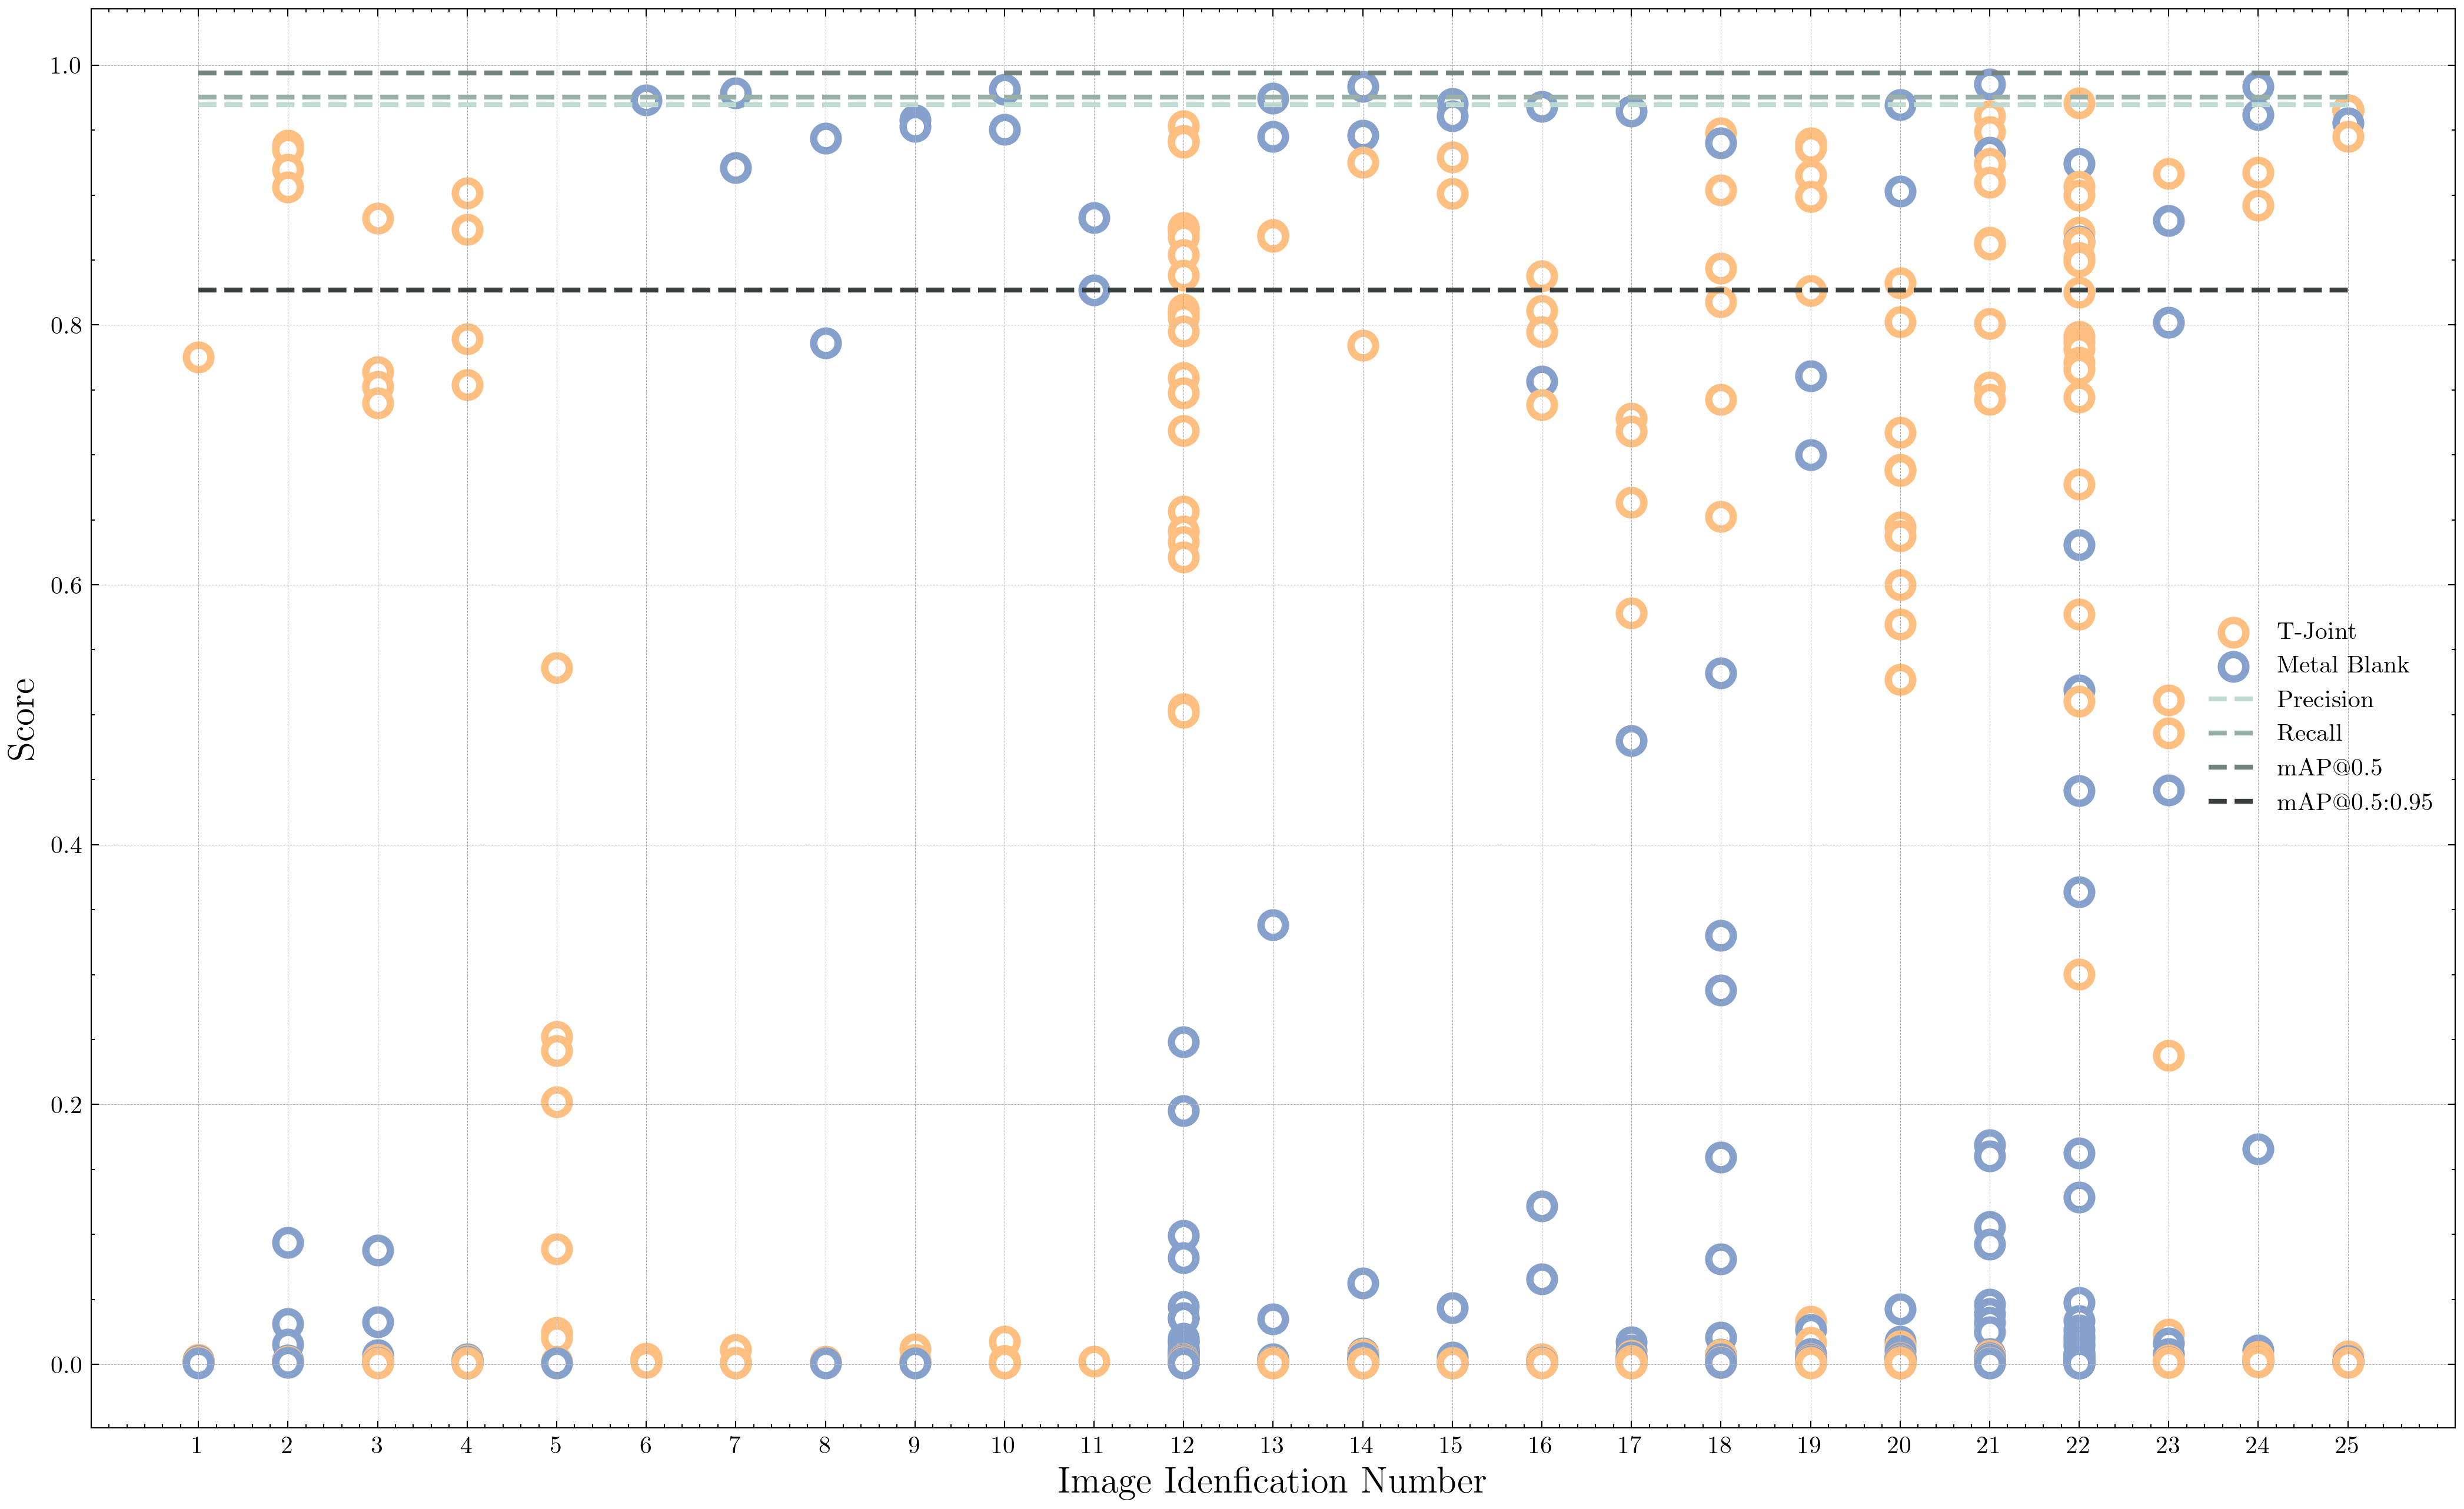 1.0
0.8
0.6
0.4
0.2
0.0
Score
T-Joint
Metal Blank
Precision
Recall
mAP@0.5
mAP@0.5:0.95
1 2 3 4 5 6 7 8 9 10 11 12 13 14 15 16 17 18 19 20 21 22 23 24 25
Image Idenfication Number